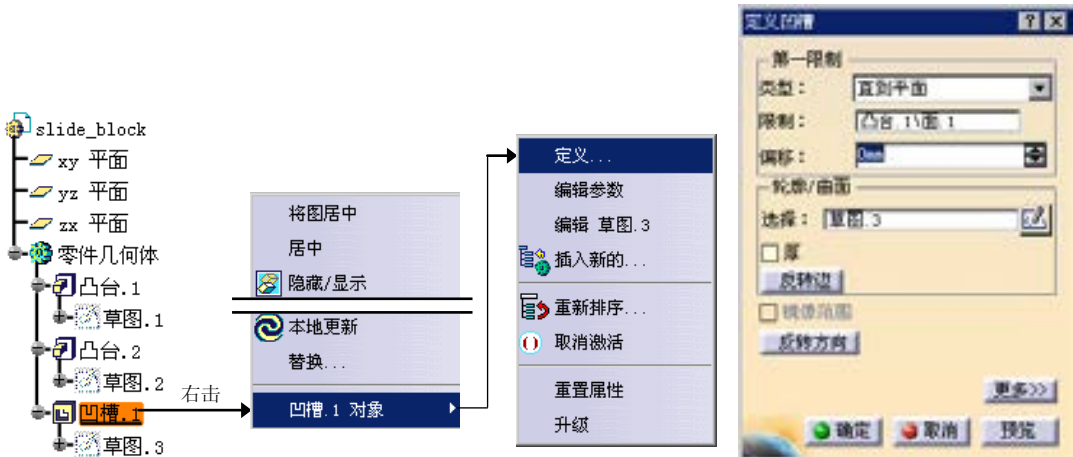 slide_block
xy 平面
yz 平面
zx 平面
零件几何体
凸台.1
草图.1
凸台.2
草图.2
凹槽.1
草图.3
右击
将图居中
居中
隐藏/显示
本地更新
替换...
凹槽.1 对象
定义...
编辑参数
编辑 草图.3
插入新的...
重新排序...
取消激活
重置属性
升级
定义凹槽
第一限制
类型： 直到平面
限制： 凸台.1\面.1
偏移： 0mm
轮廓/曲面
选择： 草图.3
厚
反转边
镜像范围
反转方向
更多>>
确定 取消 预览